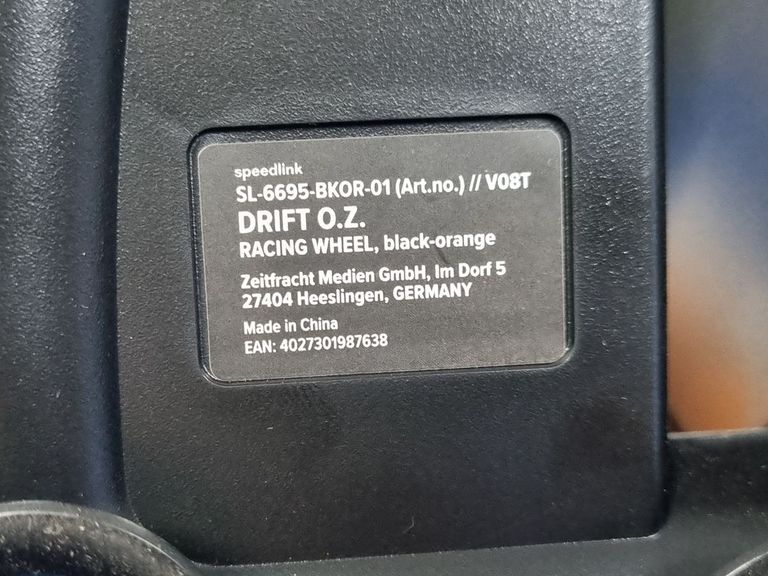 speedlink
SL-6695-BKOR-01 (Art.no.) // V08T
DRIFT O.Z.
RACING WHEEL, black-orange
Zeitfracht Medien GmbH, Im Dorf 5
27404 Heeslingen, GERMANY
Made in China
EAN: 4027301987638